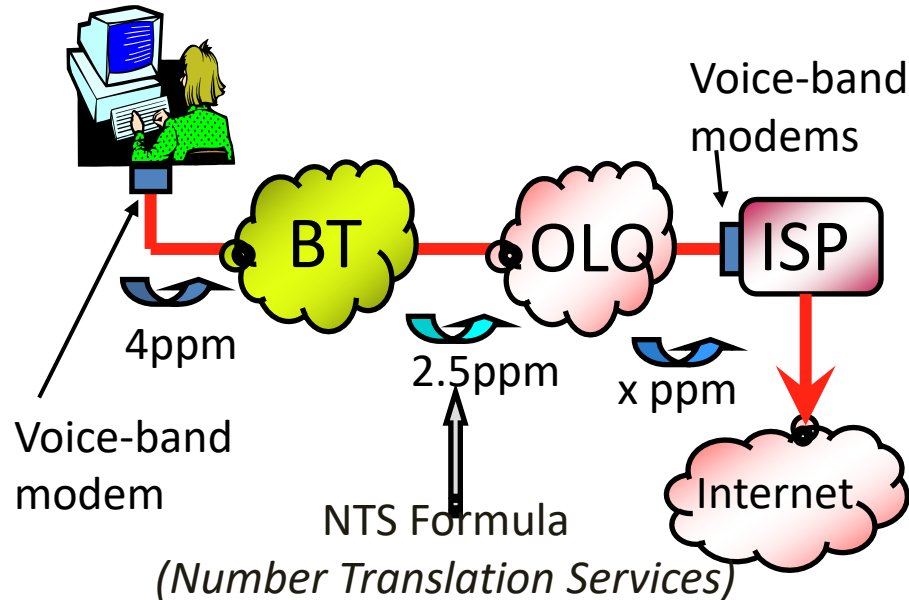 Voice-band
modems
BT
OLO
ISP
4ppm
2.5ppm
x ppm
Voice-band
modem
Internet
NTS Formula
(Number Translation Services)